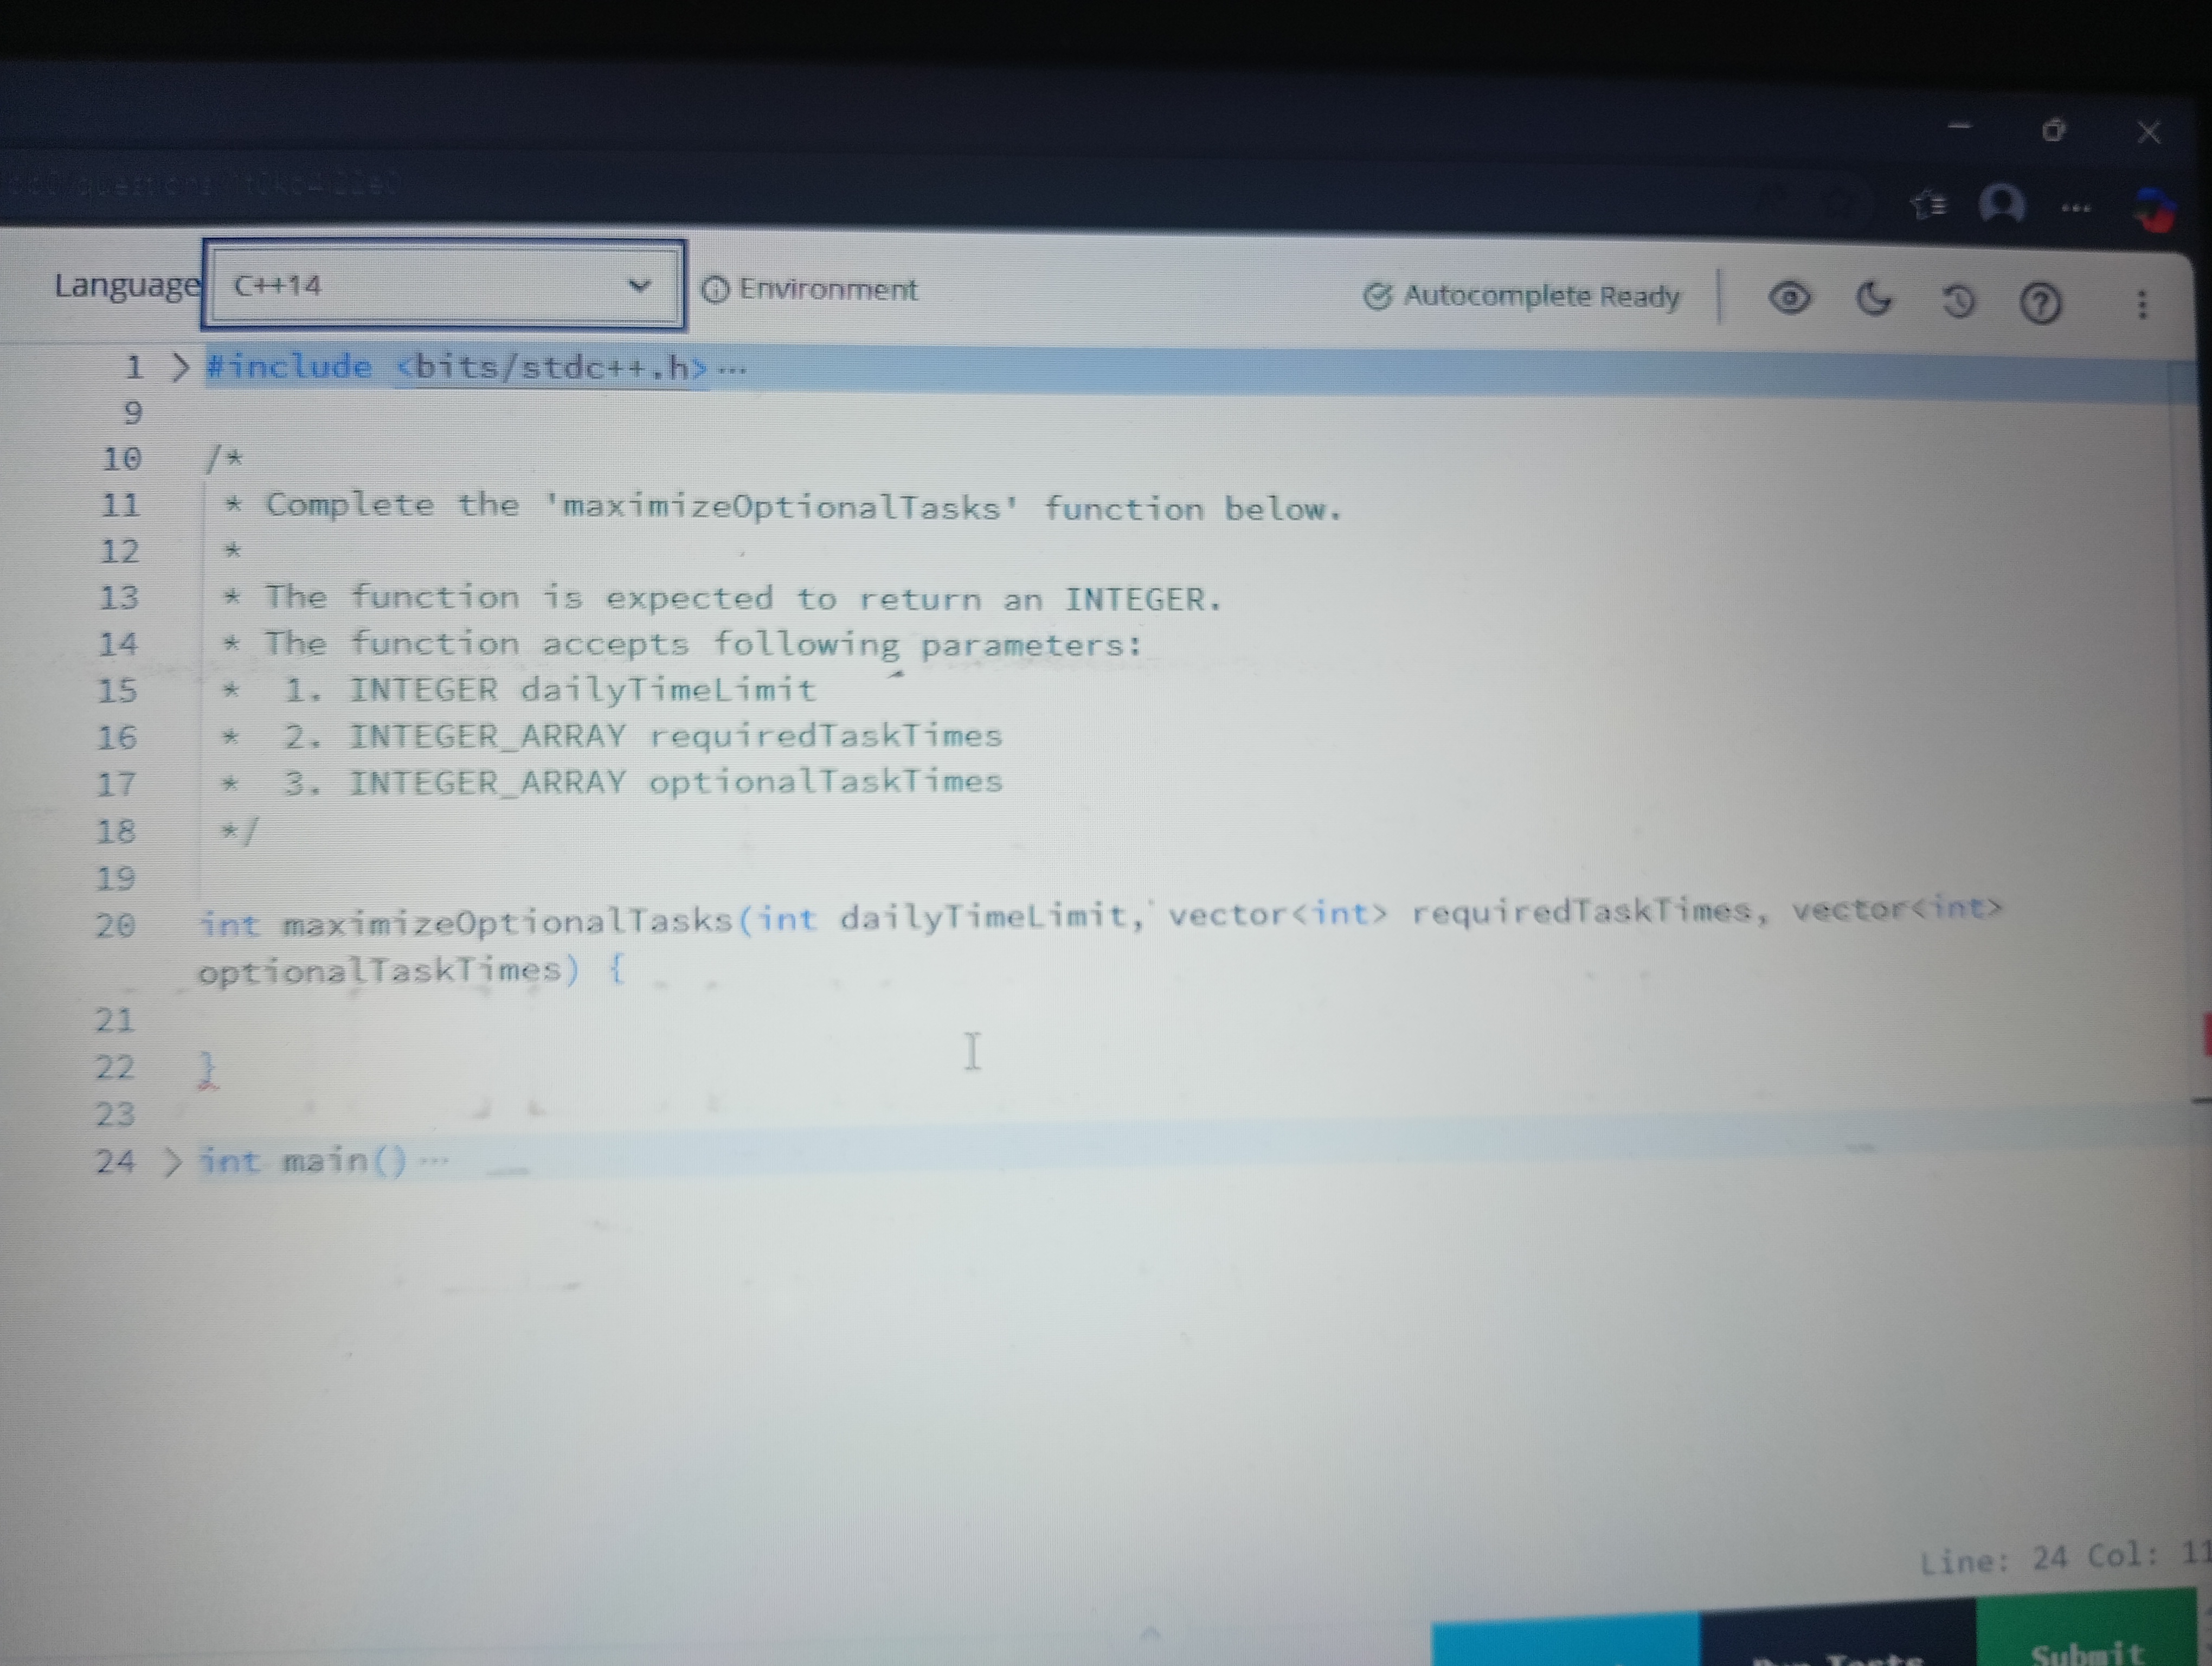 Language C++14 Environment Autocomplete Ready
1 > #include <bits/stdc++.h> ...
9
10 /*
11 * Complete the 'maximizeOptionalTasks' function below.
12 *
13 * The function is expected to return an INTEGER.
14 * The function accepts following parameters:
15 * 1. INTEGER dailyTimeLimit
16 * 2. INTEGER_ARRAY requiredTaskTimes
17 * 3. INTEGER_ARRAY optionalTaskTimes
18 */
19
20 int maximizeOptionalTasks(int dailyTimeLimit, vector<int> requiredTaskTimes, vector<int>
optionalTaskTimes) {
21
22 }
23
24 > int main() ...
Line: 24 Col: 11
Tests Submit